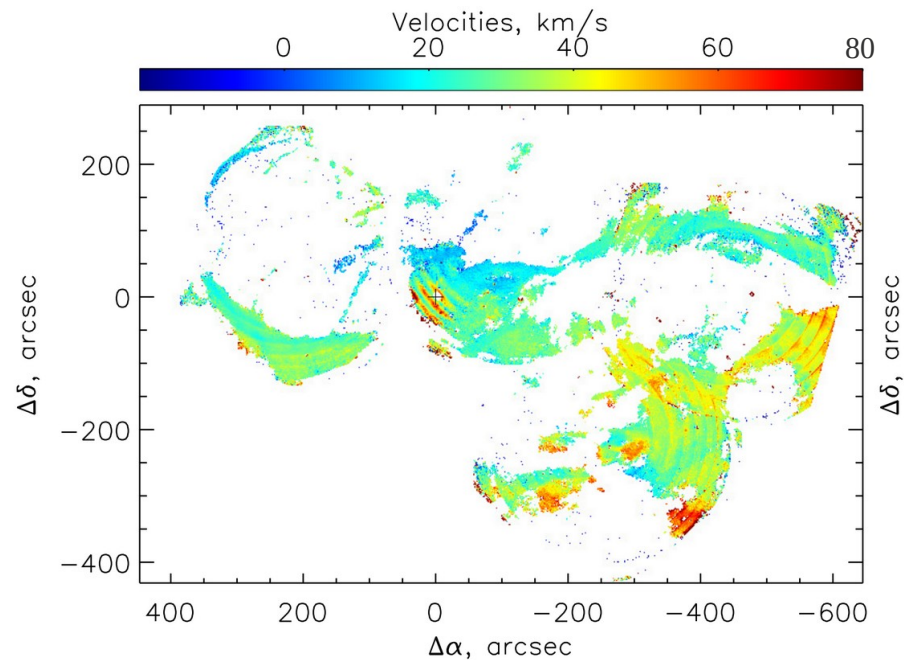 Velocities, km/s
0 20 40 60 80
200
0
−200
−400
Δδ, arcsec
Δδ, arcsec
400 200 0 −200 −400 −600
Δα, arcsec